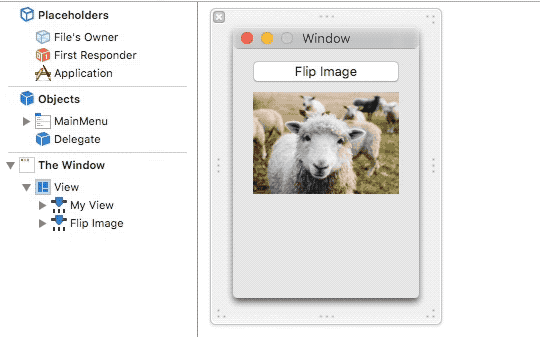 Placeholders
File's Owner
First Responder
Application
Objects
MainMenu
Delegate
The Window
View
My View
Flip Image
Window
Flip Image